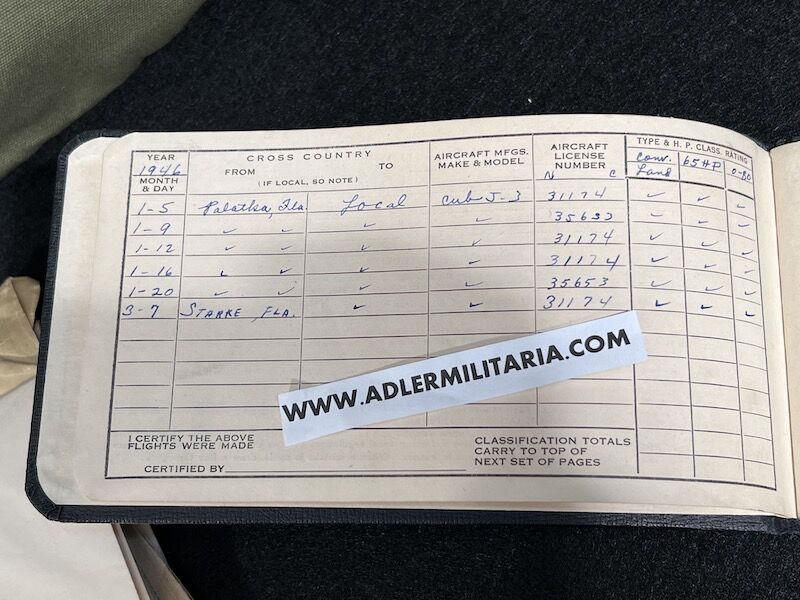 YEAR 1946 MONTH & DAY
CROSS COUNTRY
FROM TO
(IF LOCAL, SO NOTE)
AIRCRAFT MFGS.
MAKE & MODEL
AIRCRAFT
LICENSE
NUMBER
N C
TYPE & H. P. CLASS. RATING
Conv. Land 65 HP 0-80
1-5 Palatka, Fla. Local Cub J-3 31174 ✓ ✓ ✓
1-9 ✓ ✓ ✓ ✓ 35653 ✓ ✓ ✓
1-12 ✓ ✓ ✓ ✓ 31174 ✓ ✓ ✓
1-16 ✓ ✓ ✓ ✓ 31174 ✓ ✓ ✓
1-20 ✓ ✓ ✓ ✓ 35653 ✓ ✓ ✓
3-7 STARKE, FLA. ✓ ✓ 31174 ✓ ✓ ✓
WWW.ADLERMILITARIA.COM
I CERTIFY THE ABOVE
FLIGHTS WERE MADE
CERTIFIED BY
CLASSIFICATION TOTALS
CARRY TO TOP OF
NEXT SET OF PAGES